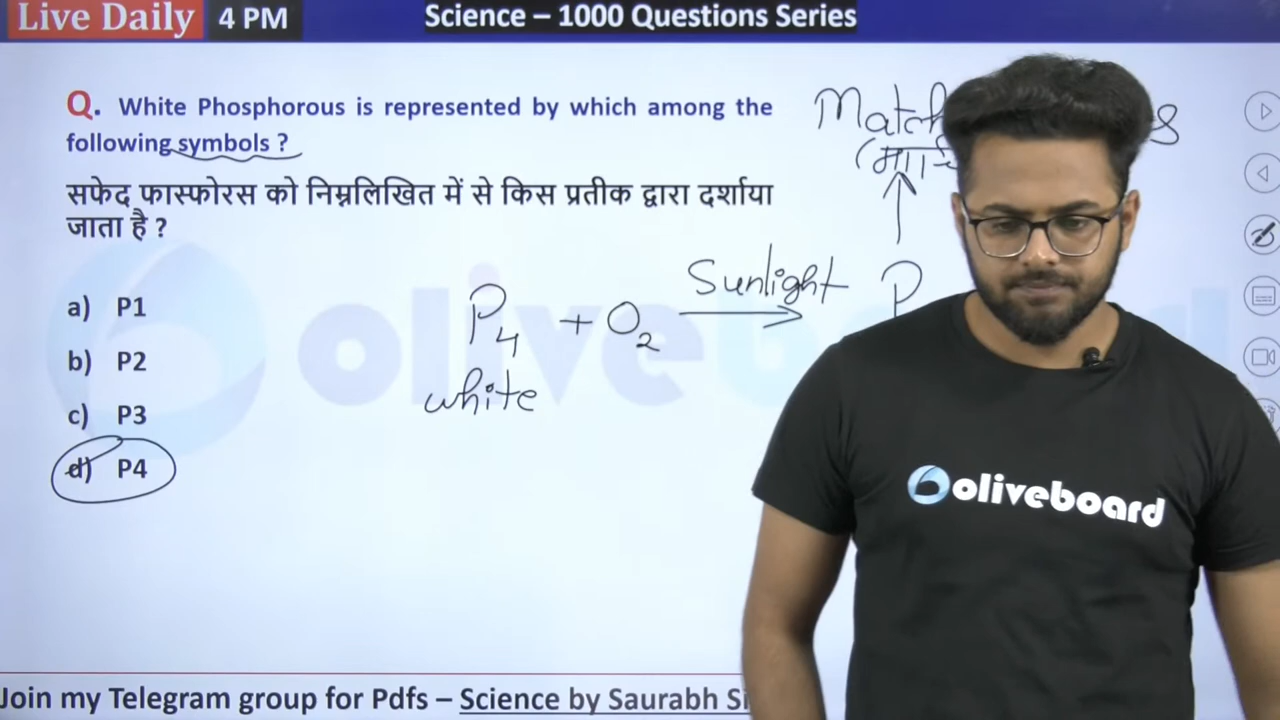 Live Daily 4 PM
Science – 1000 Questions Series
Q. White Phosphorous is represented by which among the
following symbols ?
सफेद फास्फोरस को निम्नलिखित में से किस प्रतीक द्वारा दर्शाया
जाता है ?
a) P1
b) P2
c) P3
d) P4
P4 + O2 Sunlight P
white
oliveboard
Join my Telegram group for Pdfs – Science by Saurabh